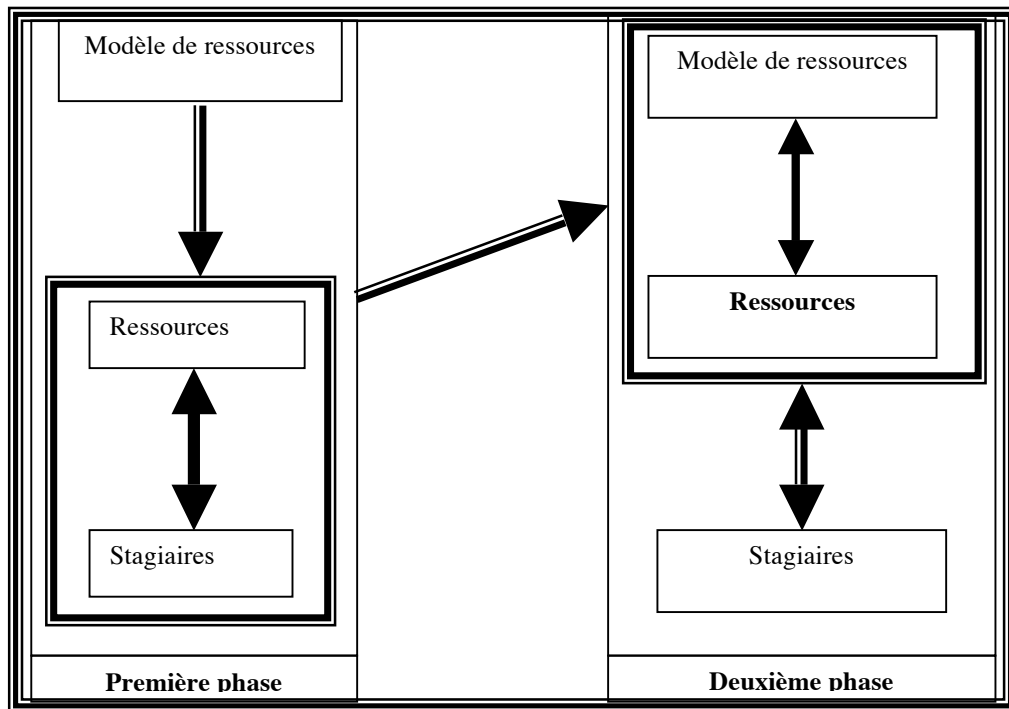 Modèle de ressources
Ressources
Stagiaires
Première phase
Modèle de ressources
Ressources
Stagiaires
Deuxième phase